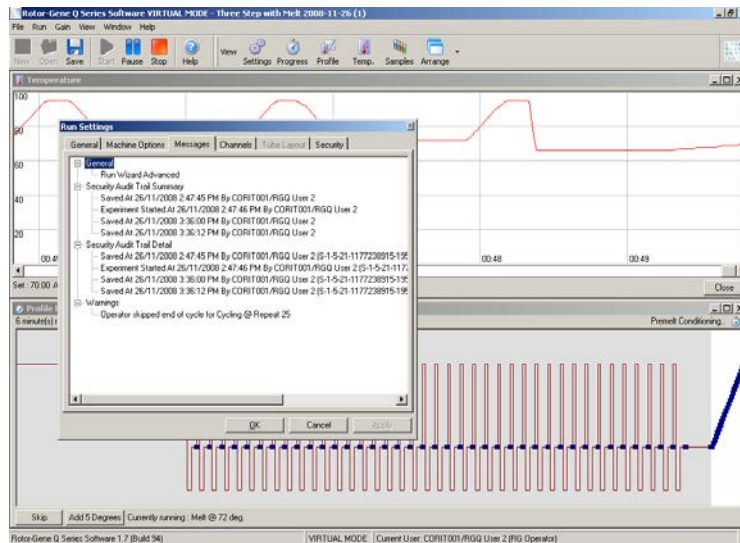 Rotor-Gene Q Series Software VIRTUAL MODE - Three Step with Melt 2008-11-26 (1)
File Run Gain View Window Help
New Open Save Start Pause Stop Help View Settings Progress Profile Temp. Samples Arrange
Temperature
100
80
60
40
20
00:48
00:49
Set : 70.00
Close
Run Settings
General Machine Options Messages Channels Tube Layout Security
General
Run Wizard Advanced
Security Audit Trail Summary
Saved At 26/11/2008 2:47:45 PM By CORIT001/RGQ User 2
Experiment Started At 26/11/2008 2:47:46 PM By CORIT001/RGQ User 2
Saved At 26/11/2008 3:36:00 PM By CORIT001/RGQ User 2
Saved At 26/11/2008 3:36:12 PM By CORIT001/RGQ User 2
Security Audit Trail Detail
Saved At 26/11/2008 2:47:45 PM By CORIT001/RGQ User 2 (S-1-5-21-1177238915-195
Experiment Started At 26/11/2008 2:47:46 PM By CORIT001/RGQ User 2 (S-1-5-21-117
Saved At 26/11/2008 3:36:00 PM By CORIT001/RGQ User 2 (S-1-5-21-1177238915-195
Saved At 26/11/2008 3:36:12 PM By CORIT001/RGQ User 2 (S-1-5-21-1177238915-195
Warnings
Operator skipped end of cycle for Cycling @ Repeat 25
OK Cancel Apply
Profile
6 minute(s)
Premelt Conditioning..
Skip Add 5 Degrees Currently running : Melt @ 72 deg.
Rotor-Gene Q Series Software 1.7 (Build 94) VIRTUAL MODE Current User: CORIT001/RGQ User 2 (RG Operator)